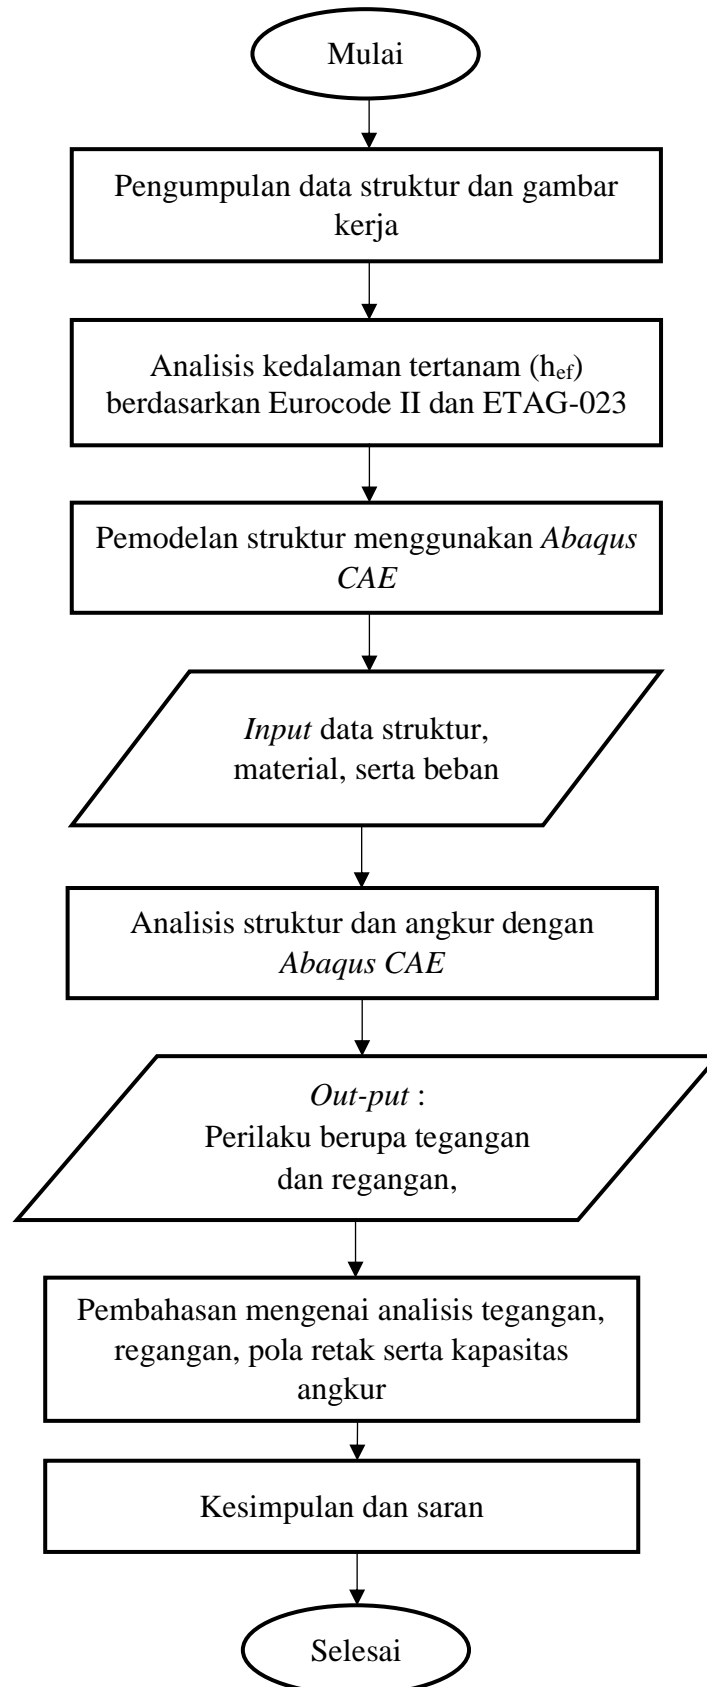 Mulai
Pengumpulan data struktur dan gambar
kerja
Analisis kedalaman tertanam (hef)
berdasarkan Eurocode II dan ETAG-023
Pemodelan struktur menggunakan Abaqus
CAE
Input data struktur,
material, serta beban
Analisis struktur dan angkur dengan
Abaqus CAE
Out-put :
Perilaku berupa tegangan
dan regangan,
Pembahasan mengenai analisis tegangan,
regangan, pola retak serta kapasitas
angkur
Kesimpulan dan saran
Selesai